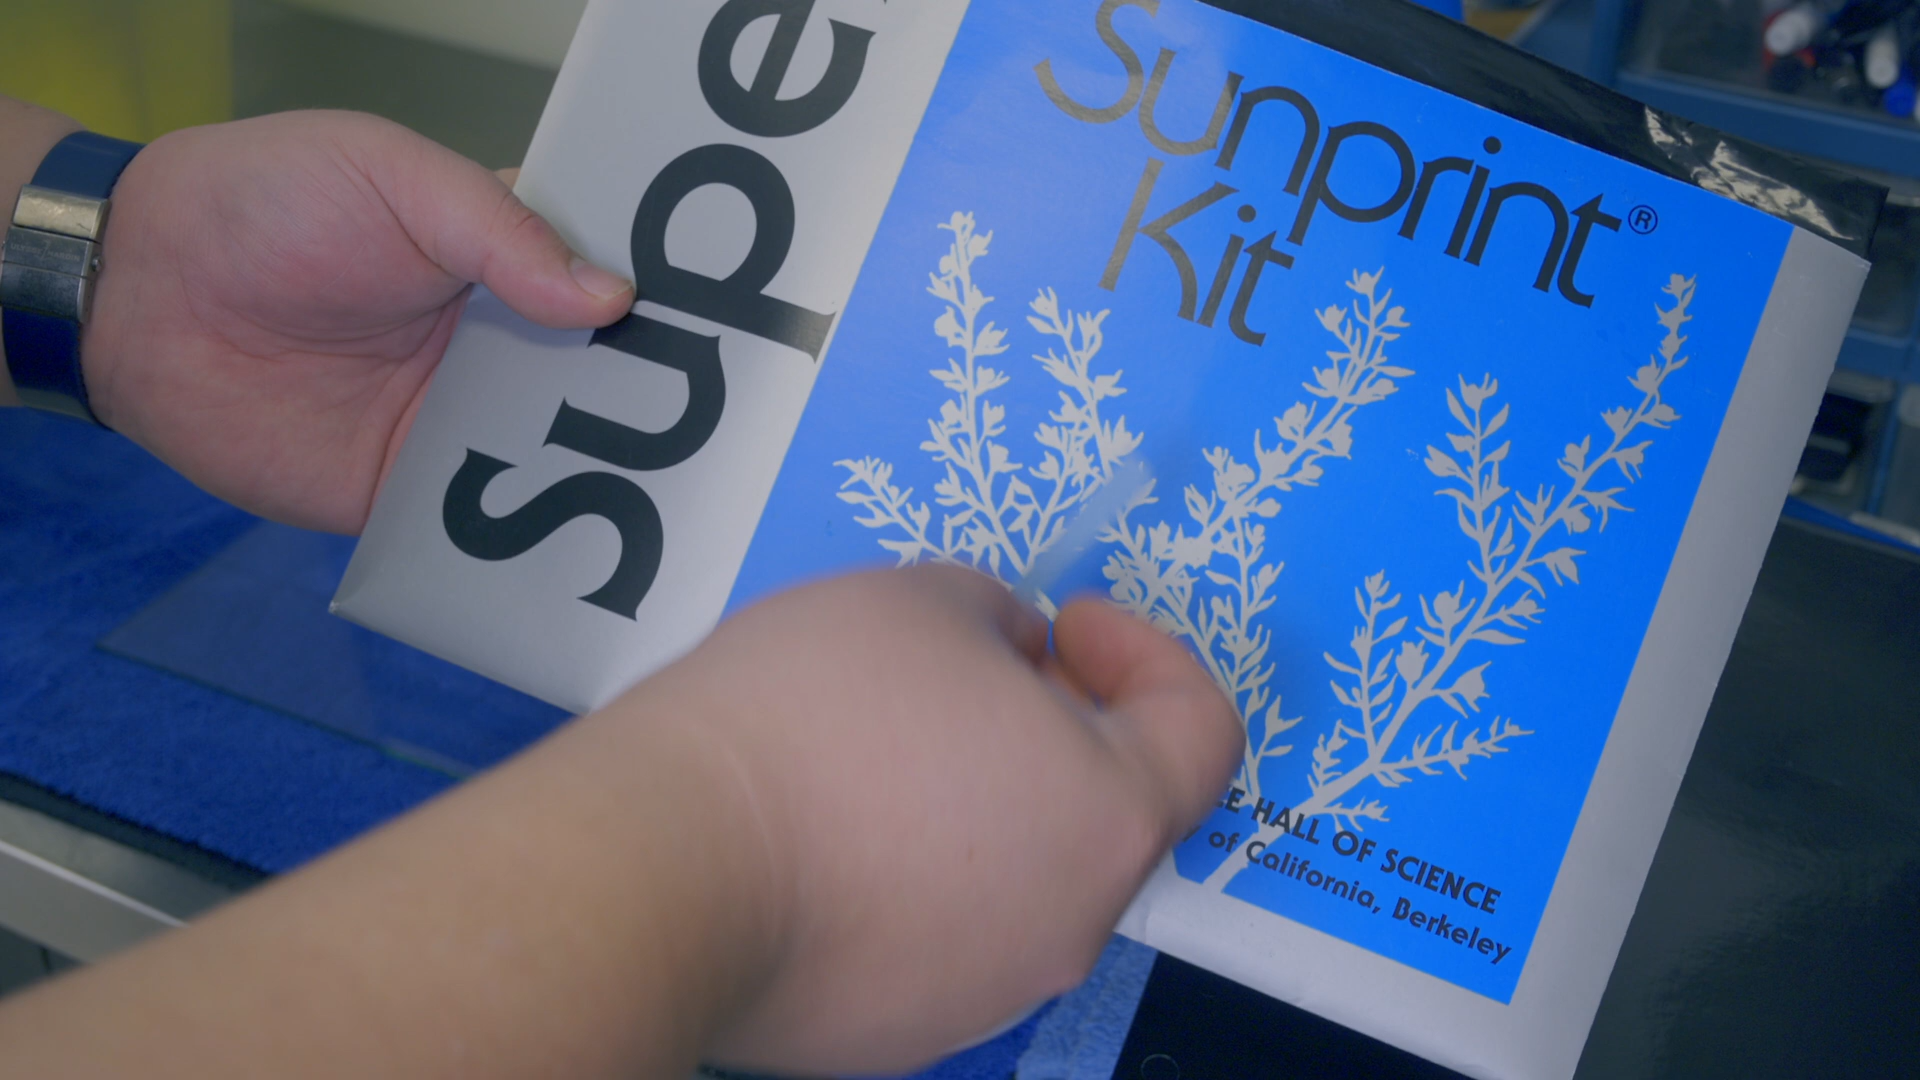 Supe
Sunprint®
Kit
HALL OF SCIENCE
of California, Berkeley